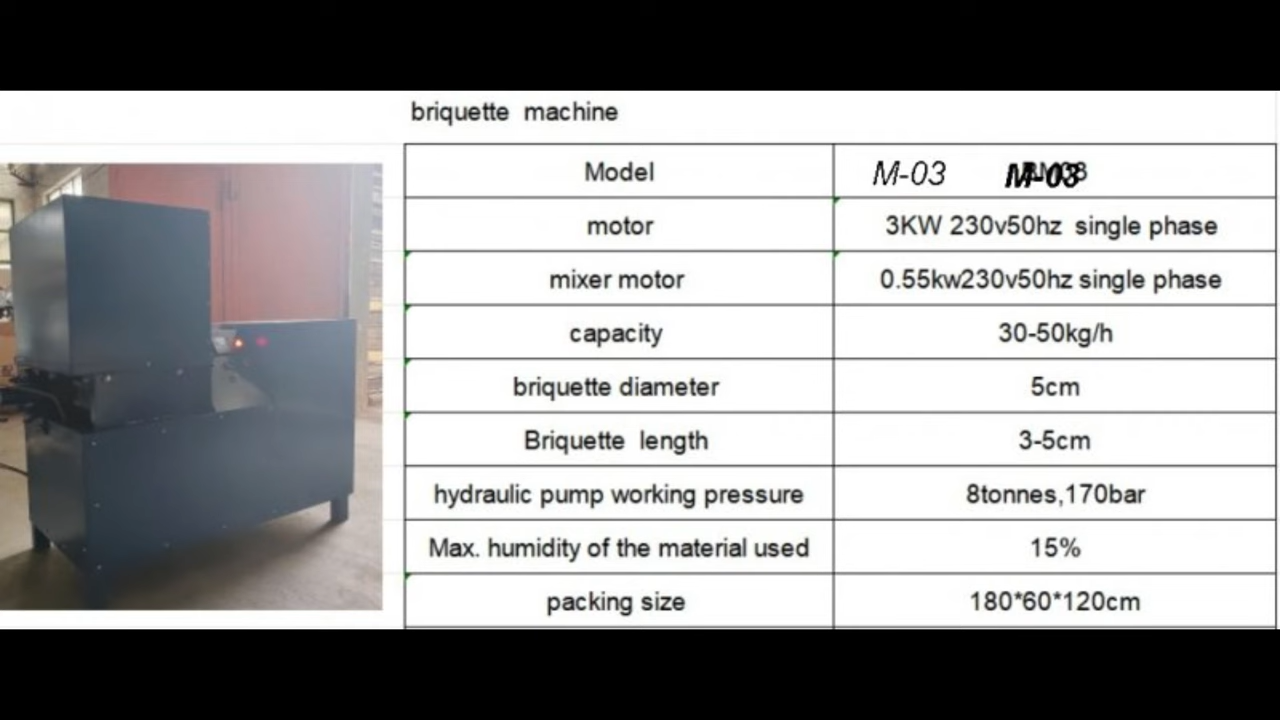 briquette machine
Model M-03 M-03
motor 3KW 230v50hz single phase
mixer motor 0.55kw230v50hz single phase
capacity 30-50kg/h
briquette diameter 5cm
Briquette length 3-5cm
hydraulic pump working pressure 8tonnes,170bar
Max. humidity of the material used 15%
packing size 180*60*120cm